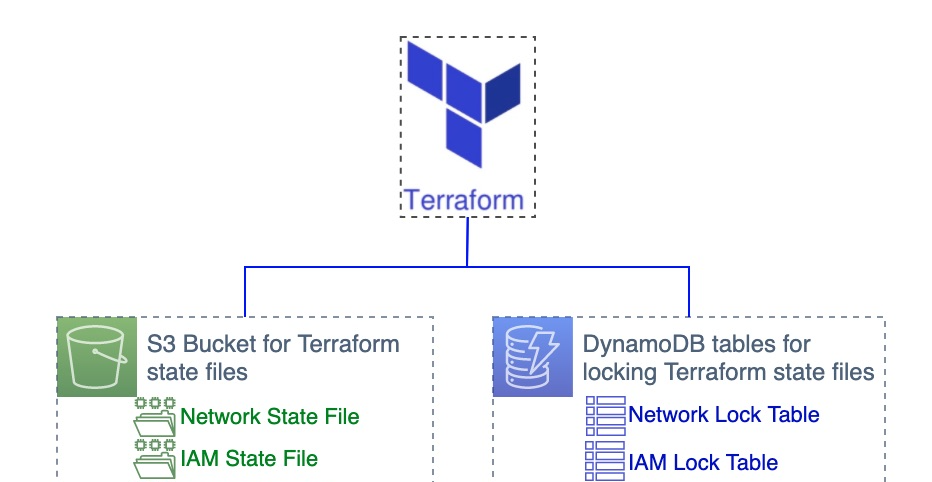 Terraform
S3 Bucket for Terraform
state files
Network State File
IAM State File
DynamoDB tables for
locking Terraform state files
Network Lock Table
IAM Lock Table